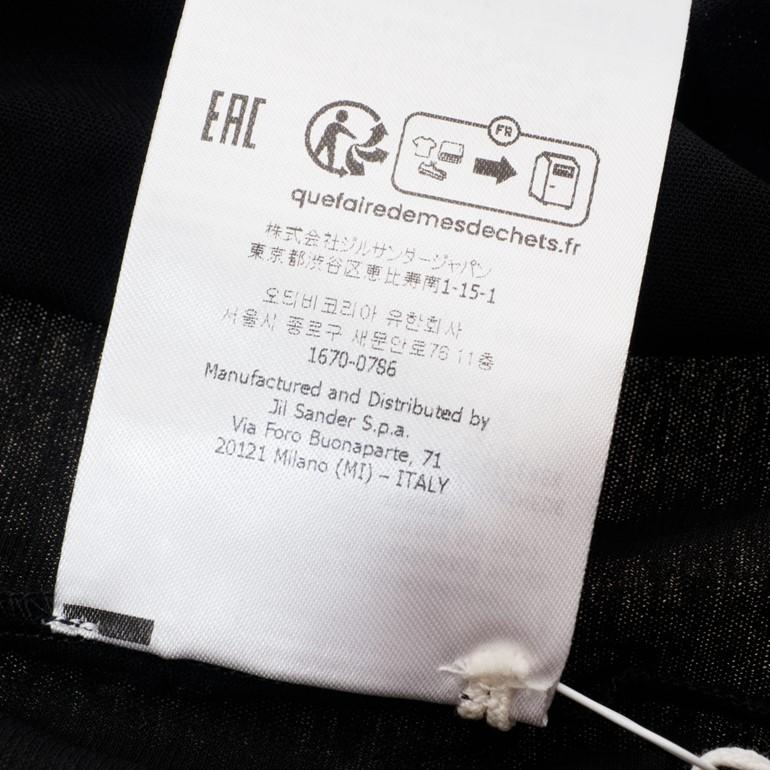 EAC
FR
quefairedemesdechets.fr
株式会社ジルサンダージャパン
東京都渋谷区恵比寿南1-15-1
오티비코리아 유한회사
서울시 종로구 새문안로76 11층
1670-0786
Manufactured and Distributed by
Jil Sander S.p.a.
Via Foro Buonaparte, 71
20121 Milano (MI) – ITALY